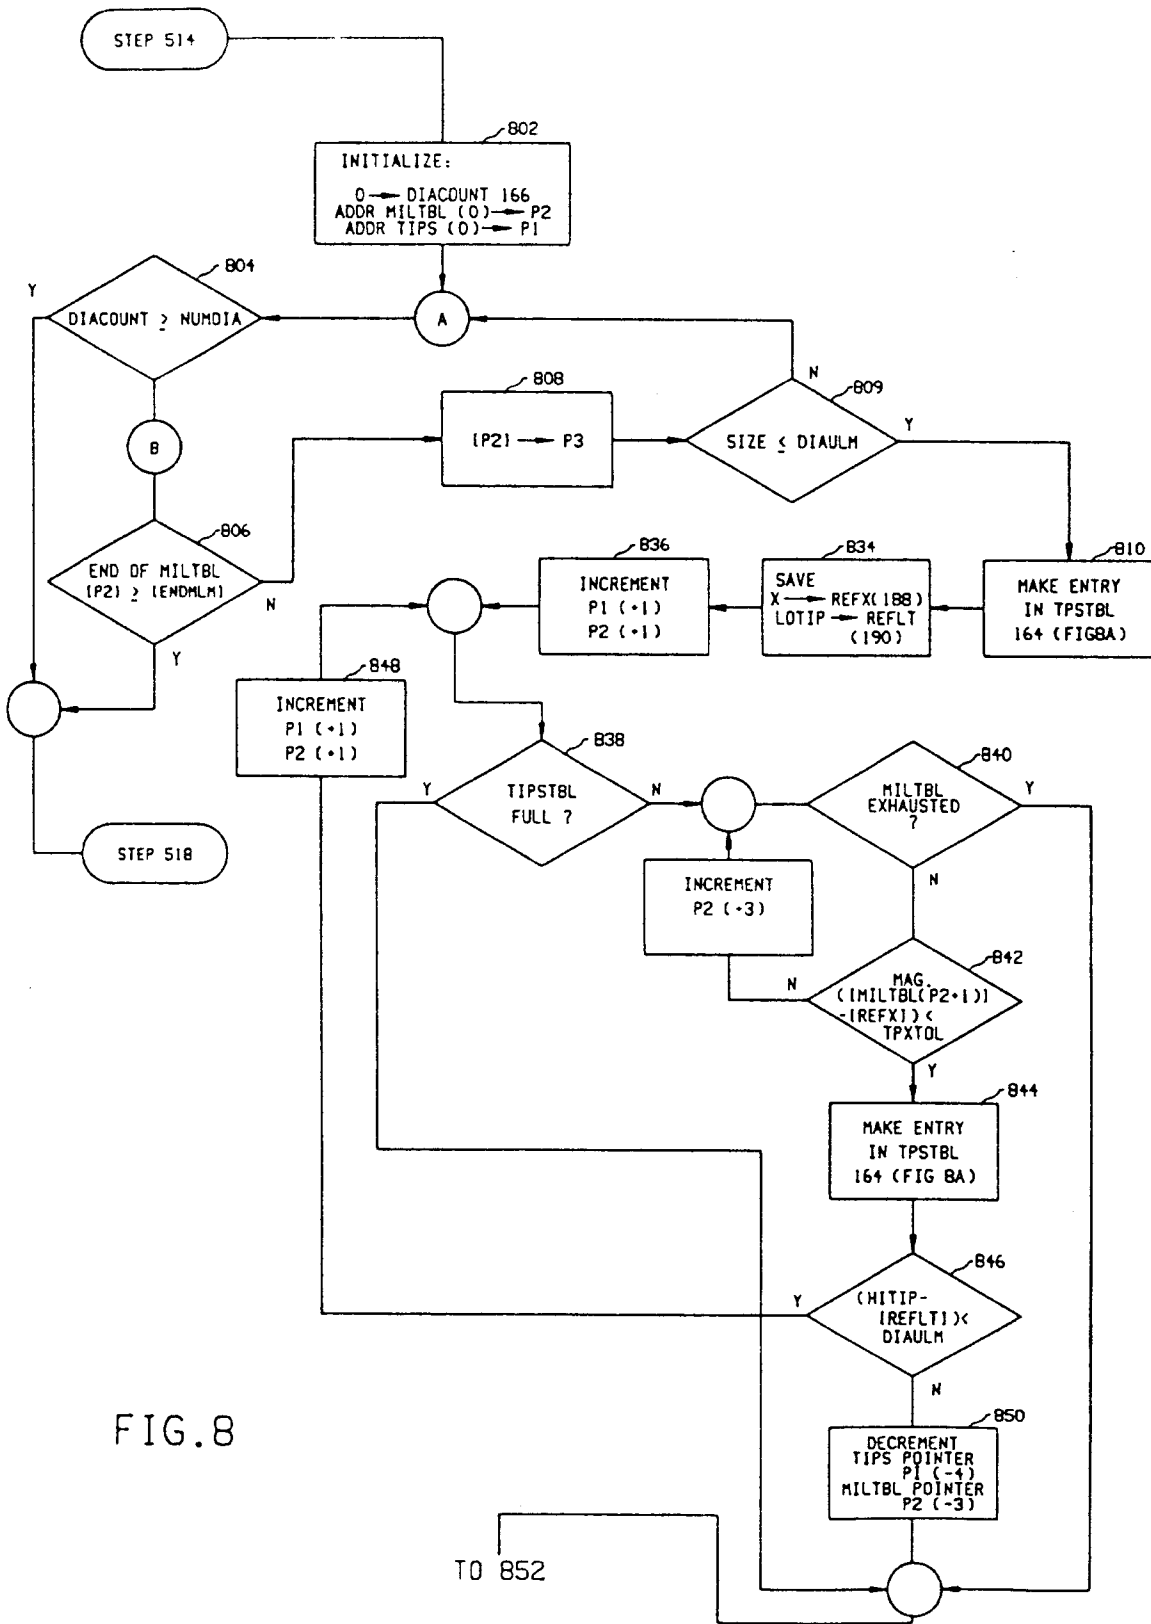 STEP 514
802
INITIALIZE:
0 → DIACOUNT 166
ADDR MILTBL (0) → P2
ADDR TIPS (0) → P1
804
Y
DIACOUNT ≥ NUMDIA
A
N
808
809
[P2] → P3
SIZE ≤ DIAULM
Y
B
806
END OF MILTBL
[P2] ≥ [ENDMLM]
N
Y
836
INCREMENT
P1 (+1)
P2 (+1)
834
SAVE
X → REFX(188)
LOTIP → REFLT
(190)
810
MAKE ENTRY
IN TPSTBL
164 (FIG8A)
848
INCREMENT
P1 (+1)
P2 (+1)
838
Y
TIPSTBL
FULL ?
N
840
MILTBL
EXHAUSTED
?
Y
N
STEP 518
INCREMENT
P2 (+3)
842
N
MAG.
([MILTBL(P2+1)]
-[REFX])<
TPXTOL
Y
844
MAKE ENTRY
IN TPSTBL
164 (FIG 8A)
846
Y
(HITIP-
[REFLT])<
DIAULM
N
850
DECREMENT
TIPS POINTER
P1 (-4)
MILTBL POINTER
P2 (-3)
FIG.8
TO 852